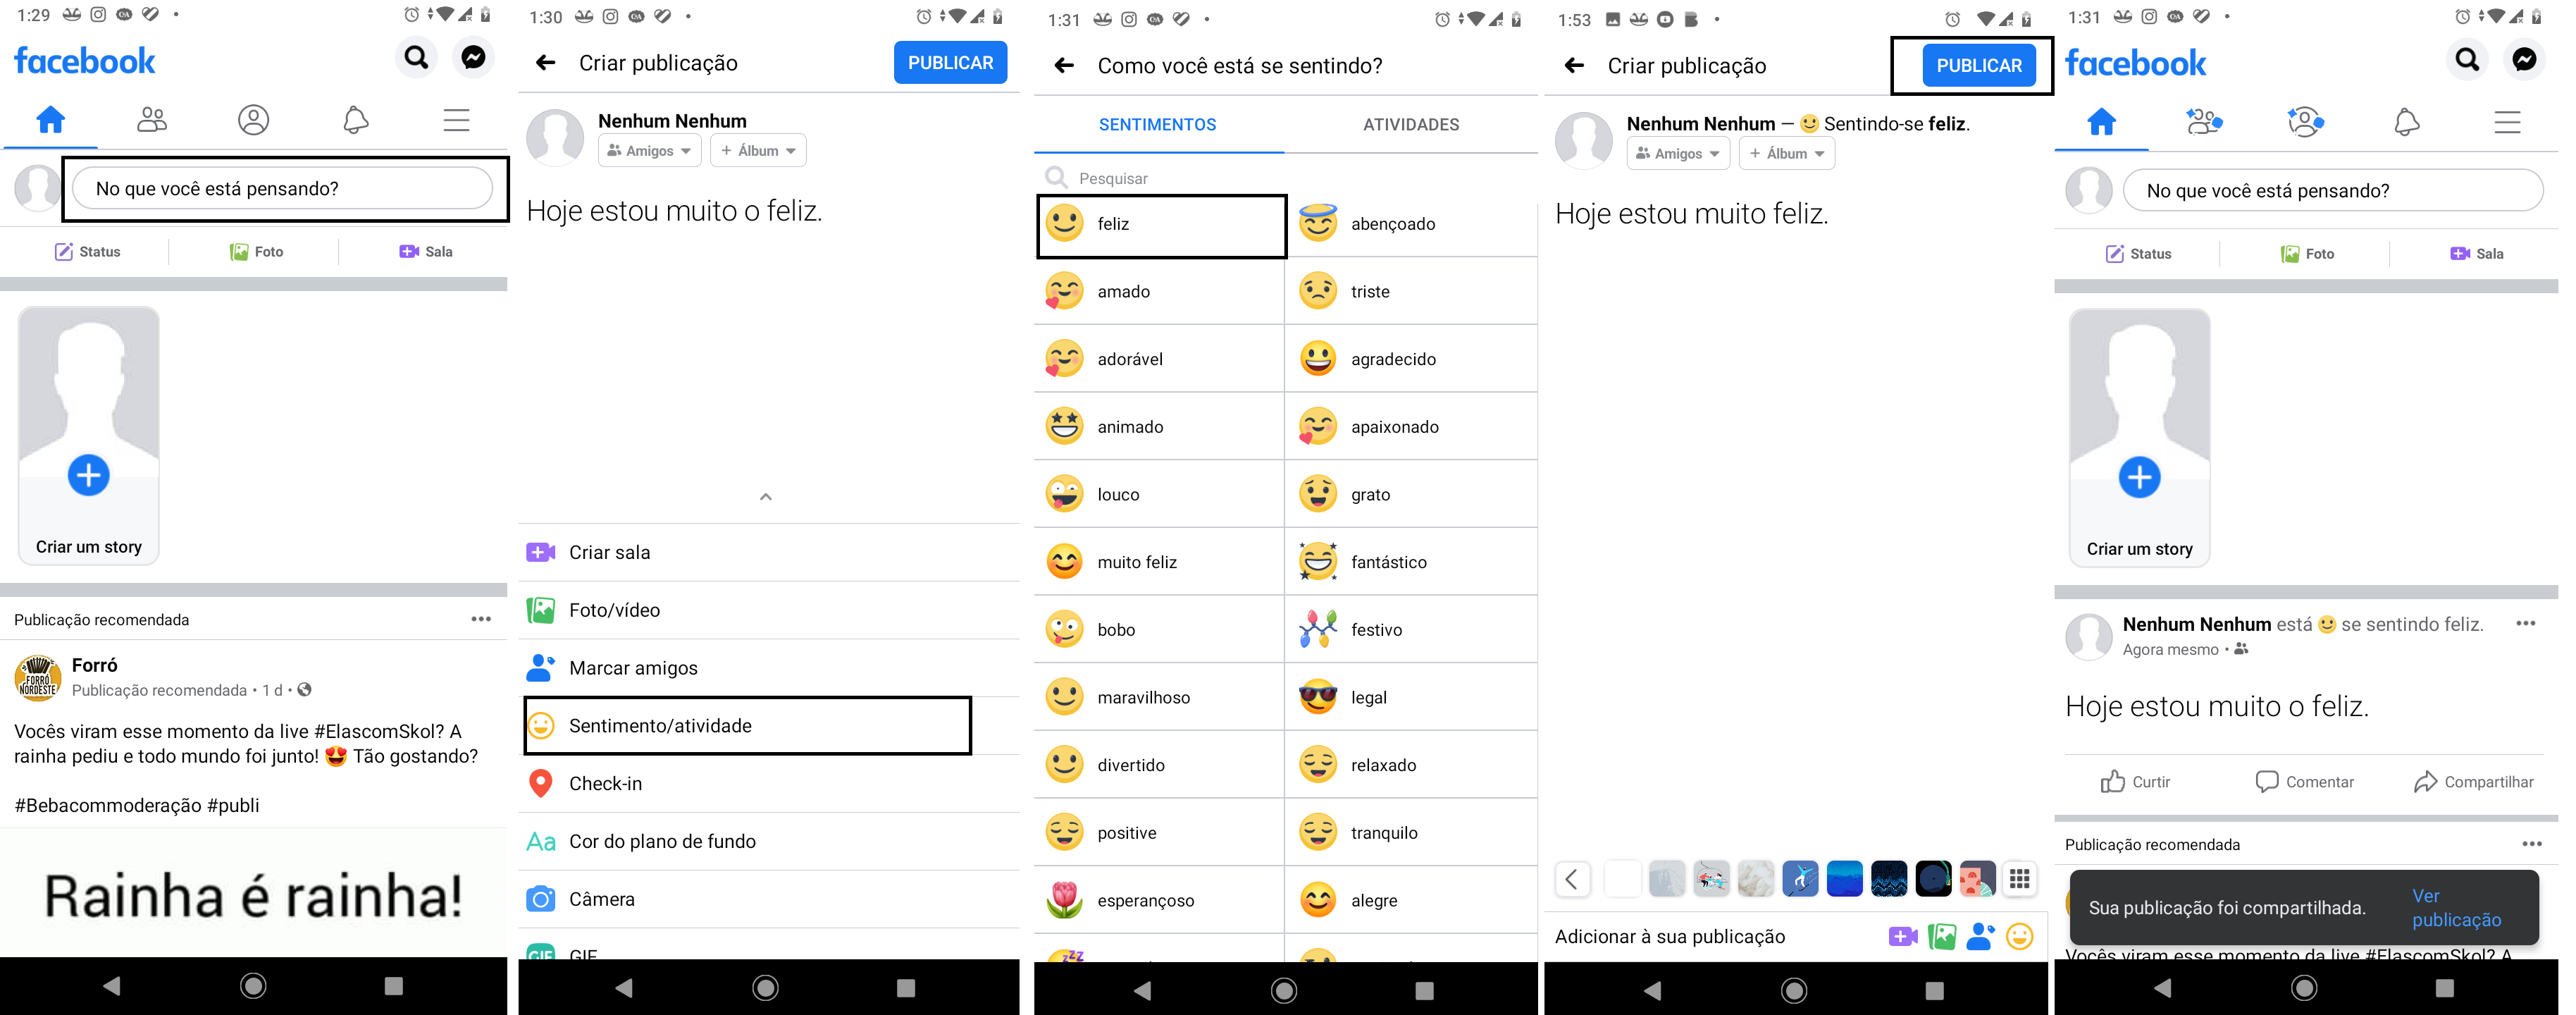 1:29
facebook
No que você está pensando?
Status
Foto
Sala
Criar um story
Publicação recomendada
Forró
FORRÓ
NORDESTE
Publicação recomendada • 1 d •
Vocês viram esse momento da live #ElascomSkol? A
rainha pediu e todo mundo foi junto! 😍 Tão gostando?
#Bebacommoderação #publi
Rainha é rainha!
1:30
Criar publicação
PUBLICAR
Nenhum Nenhum
Amigos
+ Álbum
Hoje estou muito o feliz.
Criar sala
Foto/vídeo
Marcar amigos
Sentimento/atividade
Check-in
Aa Cor do plano de fundo
Câmera
GIF GIF
1:31
Como você está se sentindo?
SENTIMENTOS
ATIVIDADES
Pesquisar
feliz
abençoado
amado
triste
adorável
agradecido
animado
apaixonado
louco
grato
muito feliz
fantástico
bobo
festivo
maravilhoso
legal
divertido
relaxado
positive
tranquilo
esperançoso
alegre
1:53
Criar publicação
PUBLICAR
Nenhum Nenhum — 🙂 Sentindo-se feliz.
Amigos
+ Álbum
Hoje estou muito feliz.
Adicionar à sua publicação
1:31
facebook
No que você está pensando?
Status
Foto
Sala
Criar um story
Nenhum Nenhum está 🙂 se sentindo feliz.
Agora mesmo •
Hoje estou muito o feliz.
Curtir
Comentar
Compartilhar
Publicação recomendada
Sua publicação foi compartilhada.
Ver
publicação
Vocês viram esse momento da live #ElascomSkol? A